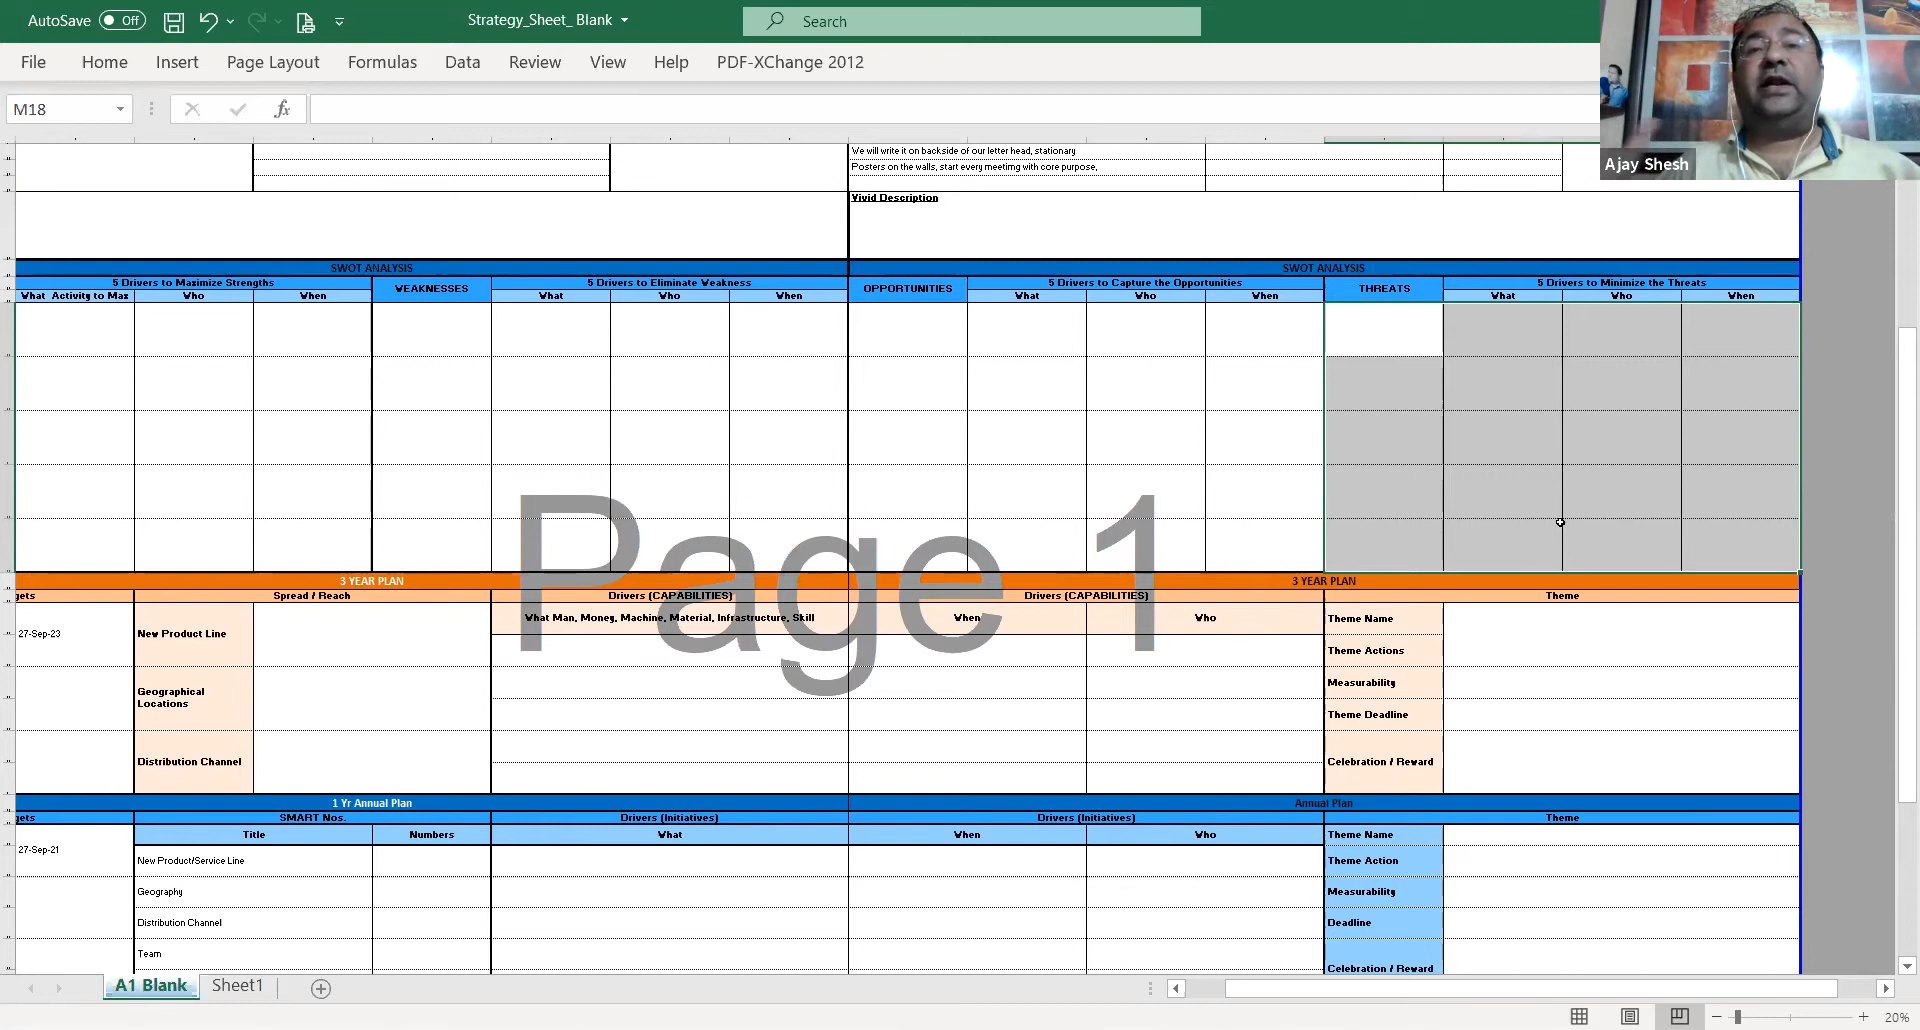 AutoSave Off Strategy_Sheet_ Blank Search
File Home Insert Page Layout Formulas Data Review View Help PDF-XChange 2012
M18 fx
Ajay Shesh
We will write it on backside of our letter head, stationary
Posters on the walls, start every meetimg with core purpose,
Vivid Description
SWOT ANALYSIS SWOT ANALYSIS
5 Drivers to Maximize Strengths WEAKNESSES 5 Drivers to Eliminate Weakness OPPORTUNITIES 5 Drivers to Capture the Opportunities THREATS 5 Drivers to Minimize the Threats
What Activity to Max Who When What Who When What Who When What Who When
Page 1
3 YEAR PLAN 3 YEAR PLAN
gets Spread / Reach Drivers (CAPABILITIES) Drivers (CAPABILITIES) Theme
What Man, Money, Machine, Material, Infrastructure, Skill When Who Theme Name
27-Sep-23 New Product Line
Theme Actions
Measurability
Geographical
Locations
Theme Deadline
Distribution Channel Celebration / Reward
1 Yr Annual Plan Annual Plan
gets SMART Nos. Drivers (Initiatives) Drivers (Initiatives) Theme
Title Numbers What When Who Theme Name
27-Sep-21
New Product/Service Line Theme Action
Geography Measurability
Distribution Channel Deadline
Team
Celebration / Reward
A1 Blank Sheet1
20%